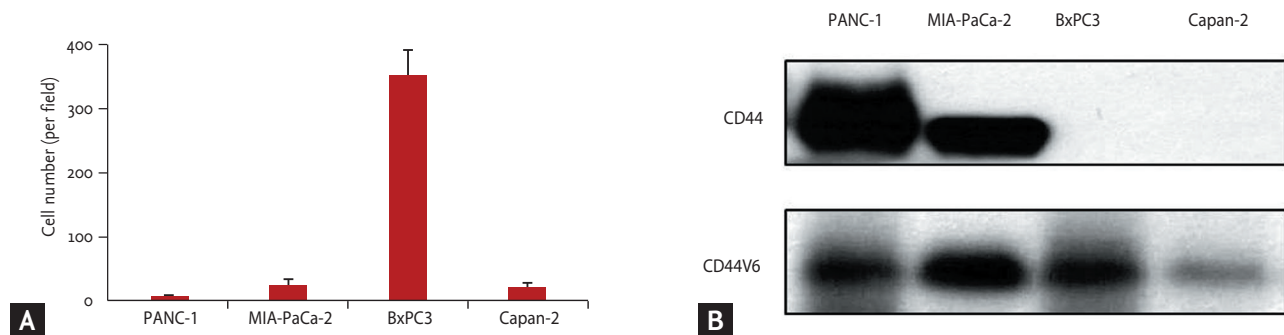 400
300
200
100
0
Cell number (per field)
PANC-1 MIA-PaCa-2 BxPC3 Capan-2
A
PANC-1 MIA-PaCa-2 BxPC3 Capan-2
CD44
CD44V6
B